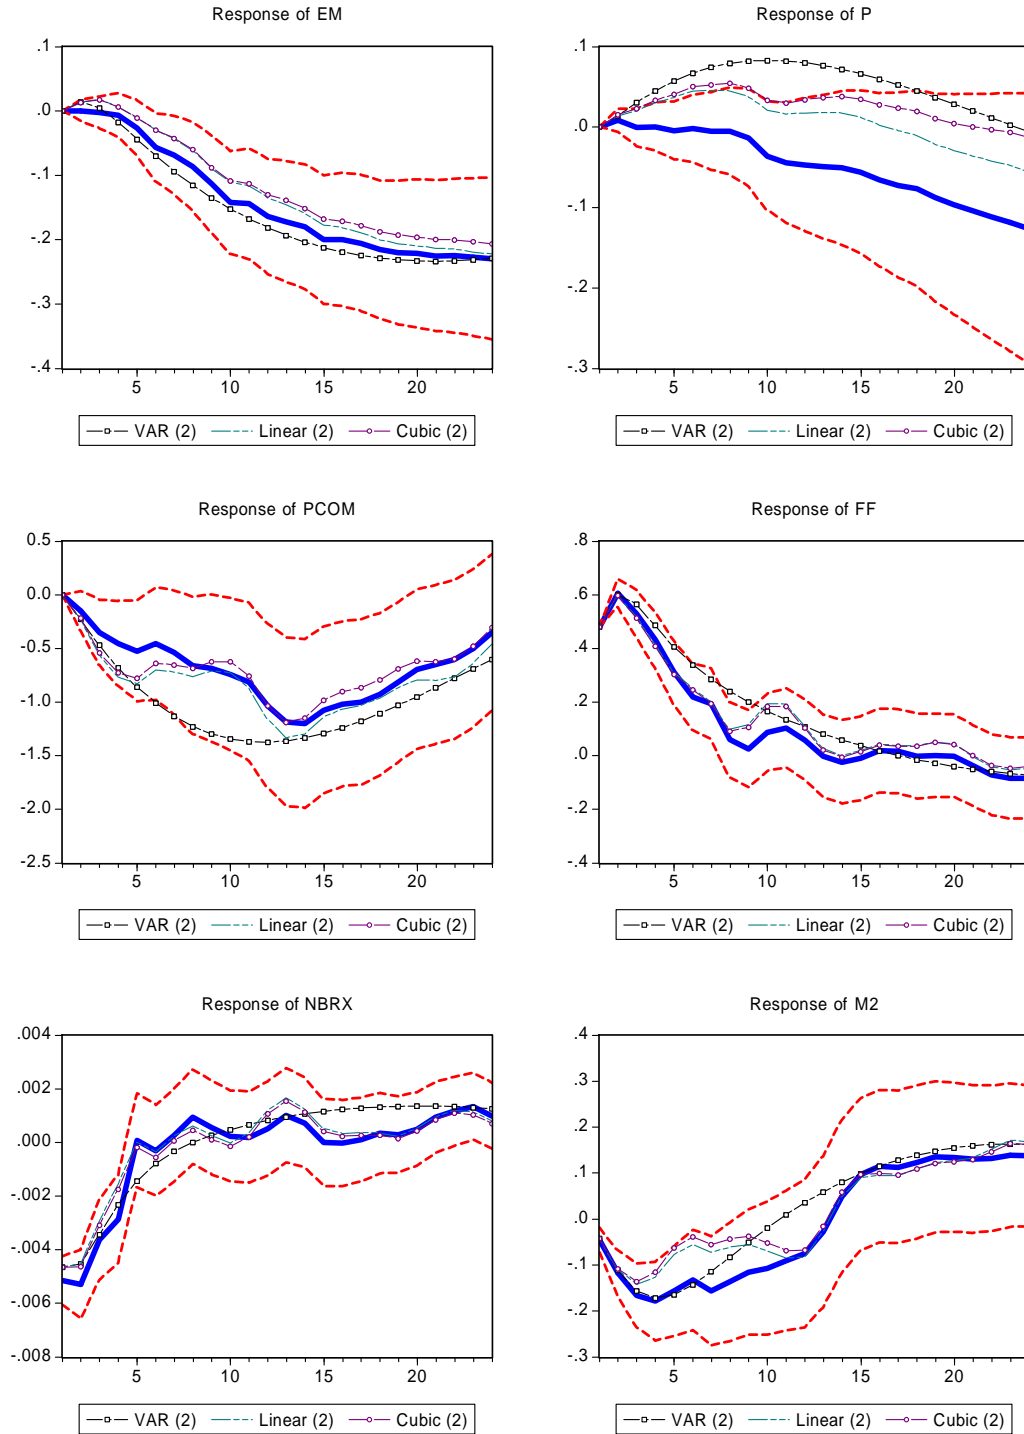 Response of EM
.1
.0
-.1
-.2
-.3
-.4
5 10 15 20
VAR (2) Linear (2) Cubic (2)
Response of P
.1
.0
-.1
-.2
-.3
5 10 15 20
VAR (2) Linear (2) Cubic (2)
Response of PCOM
0.5
0.0
-0.5
-1.0
-1.5
-2.0
-2.5
5 10 15 20
VAR (2) Linear (2) Cubic (2)
Response of FF
.8
.6
.4
.2
.0
-.2
-.4
5 10 15 20
VAR (2) Linear (2) Cubic (2)
Response of NBRX
.004
.002
.000
-.002
-.004
-.006
-.008
5 10 15 20
VAR (2) Linear (2) Cubic (2)
Response of M2
.4
.3
.2
.1
.0
-.1
-.2
-.3
5 10 15 20
VAR (2) Linear (2) Cubic (2)